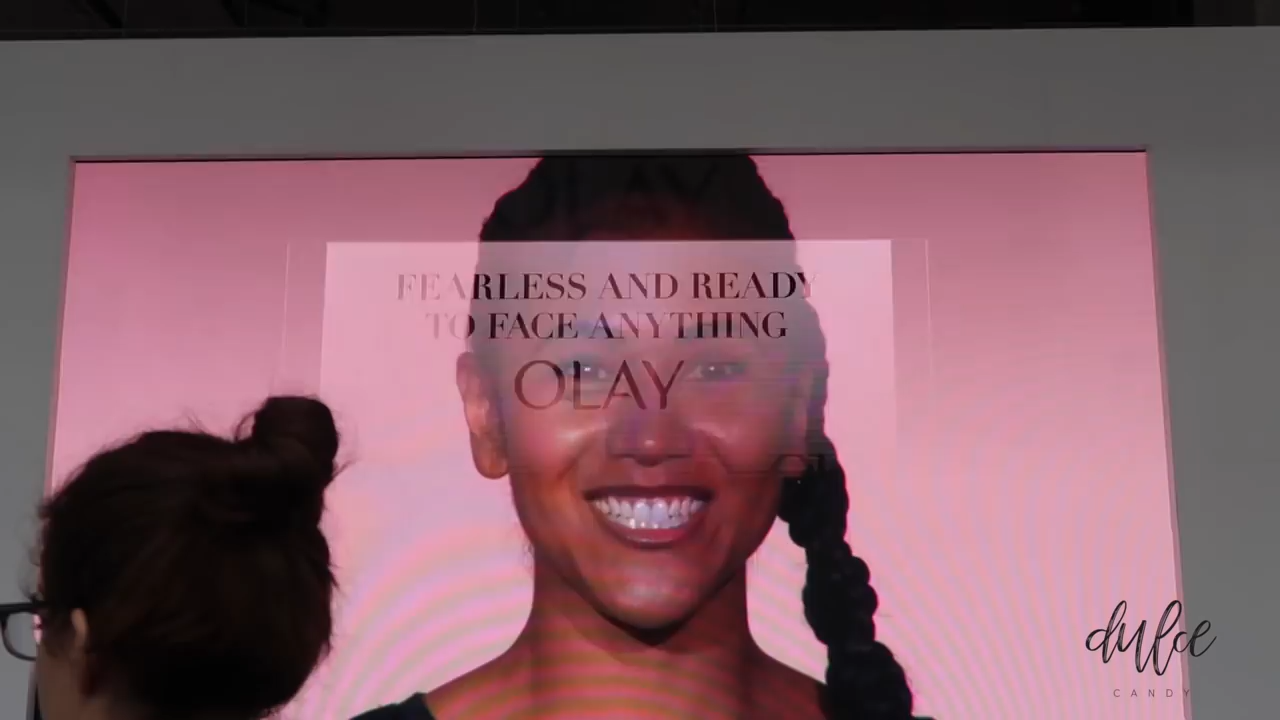 FEARLESS AND READY
TO FACE ANYTHING
OLAY
dulce
CANDY